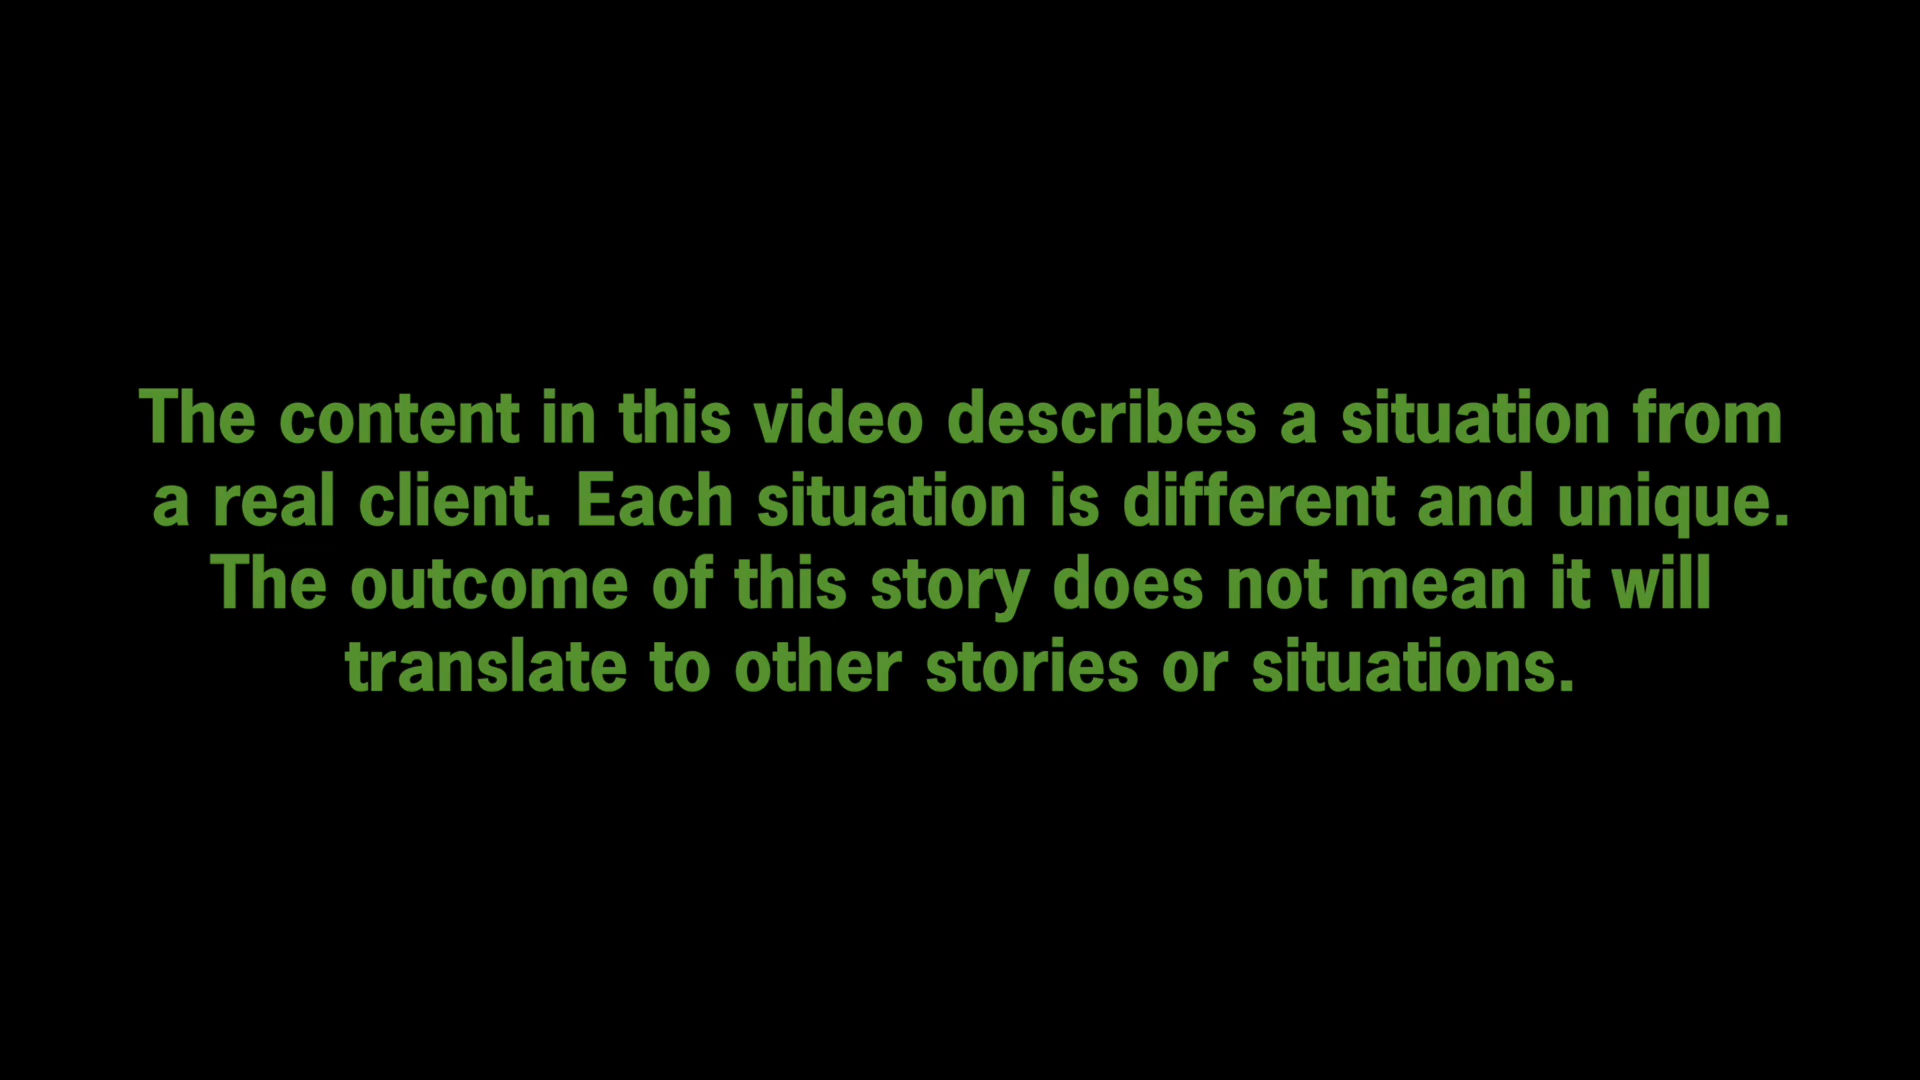 The content in this video describes a situation from
a real client. Each situation is different and unique.
The outcome of this story does not mean it will
translate to other stories or situations.